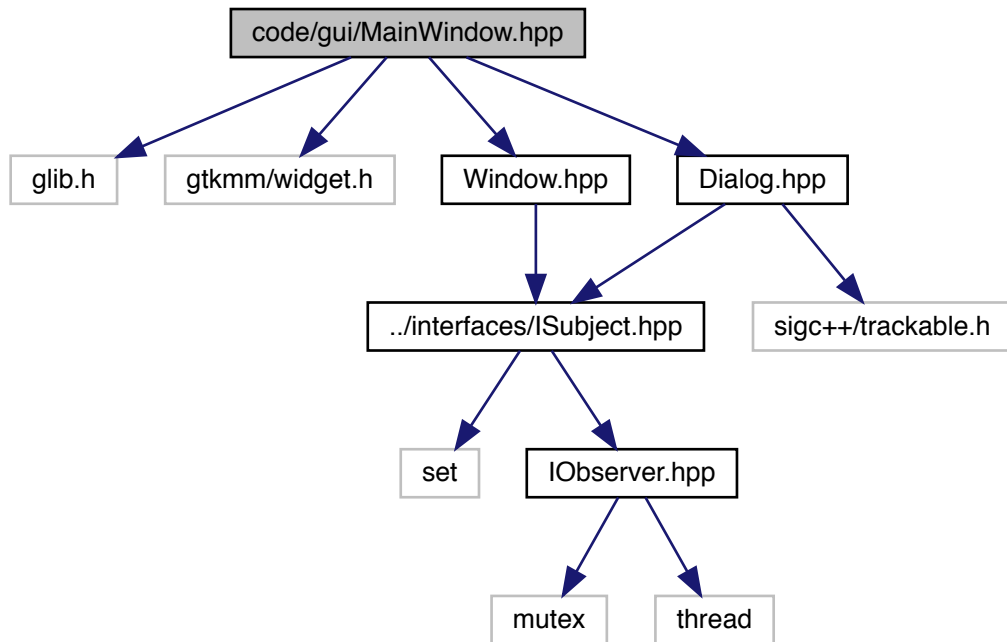 code/gui/MainWindow.hpp
glib.h
gtkmm/widget.h
Window.hpp
Dialog.hpp
../interfaces/ISubject.hpp
sigc++/trackable.h
set
IObserver.hpp
mutex
thread